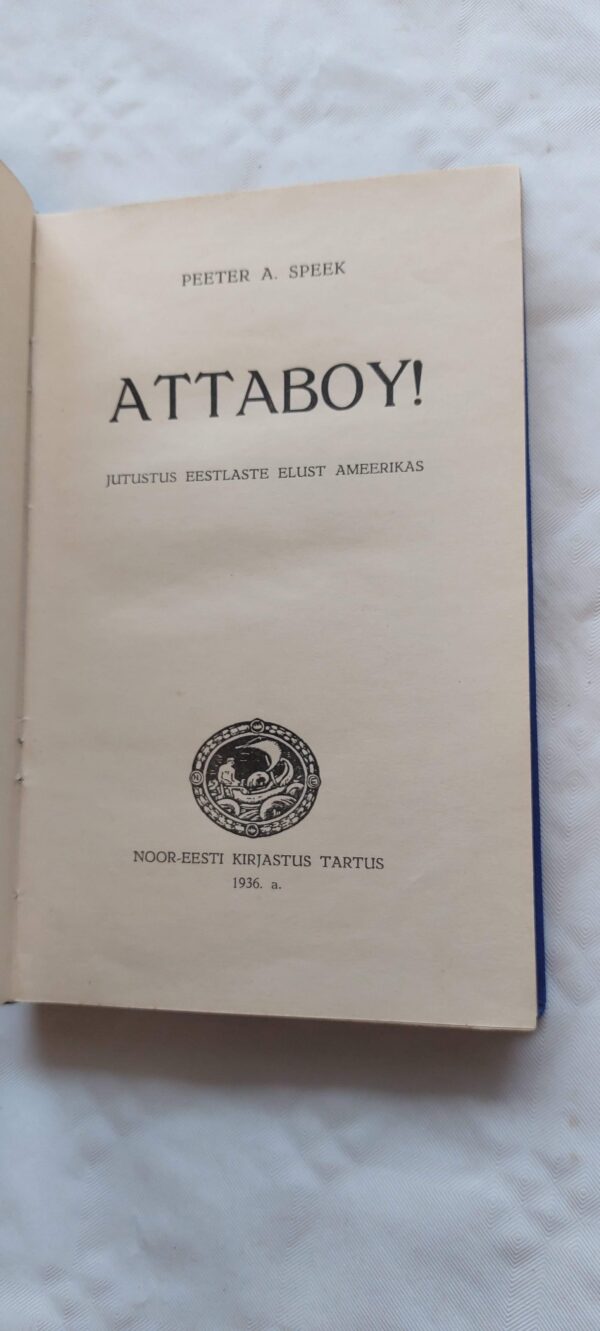 PEETER A. SPEEK
ATTABOY!
JUTUSTUS EESTLASTE ELUST AMEERIKAS
NOOR-EESTI KIRJASTUS TARTUS
1936. a.